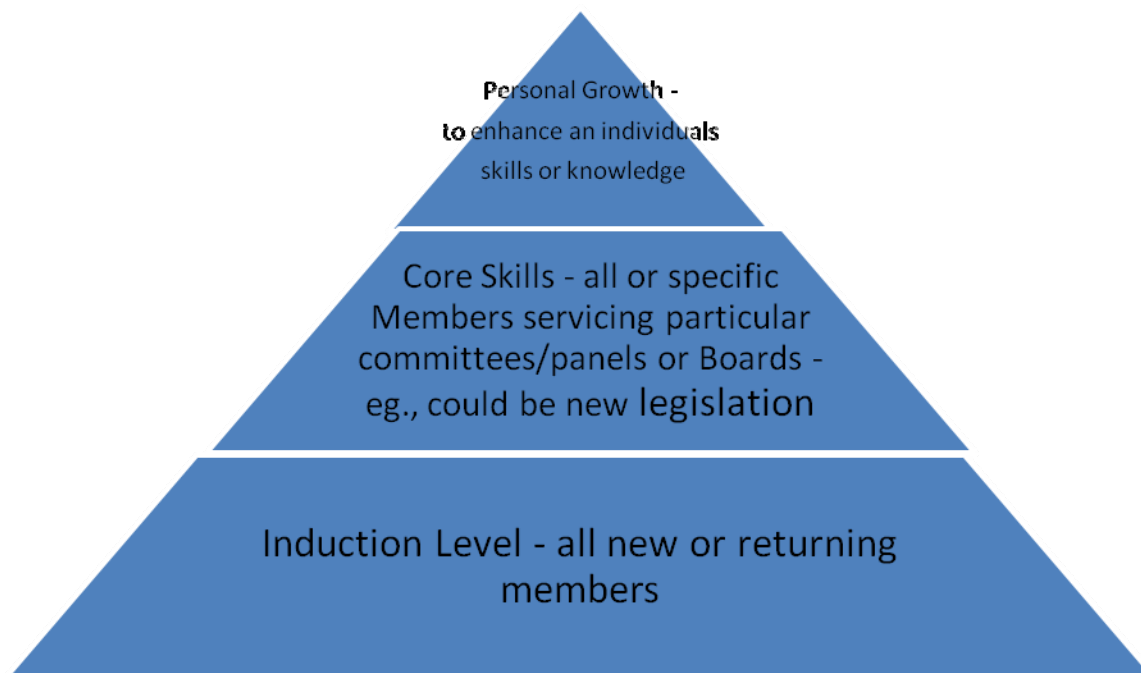 Personal Growth -
to enhance an individuals
skills or knowledge
Core Skills - all or specific
Members servicing particular
committees/panels or Boards -
eg., could be new legislation
Induction Level - all new or returning
members